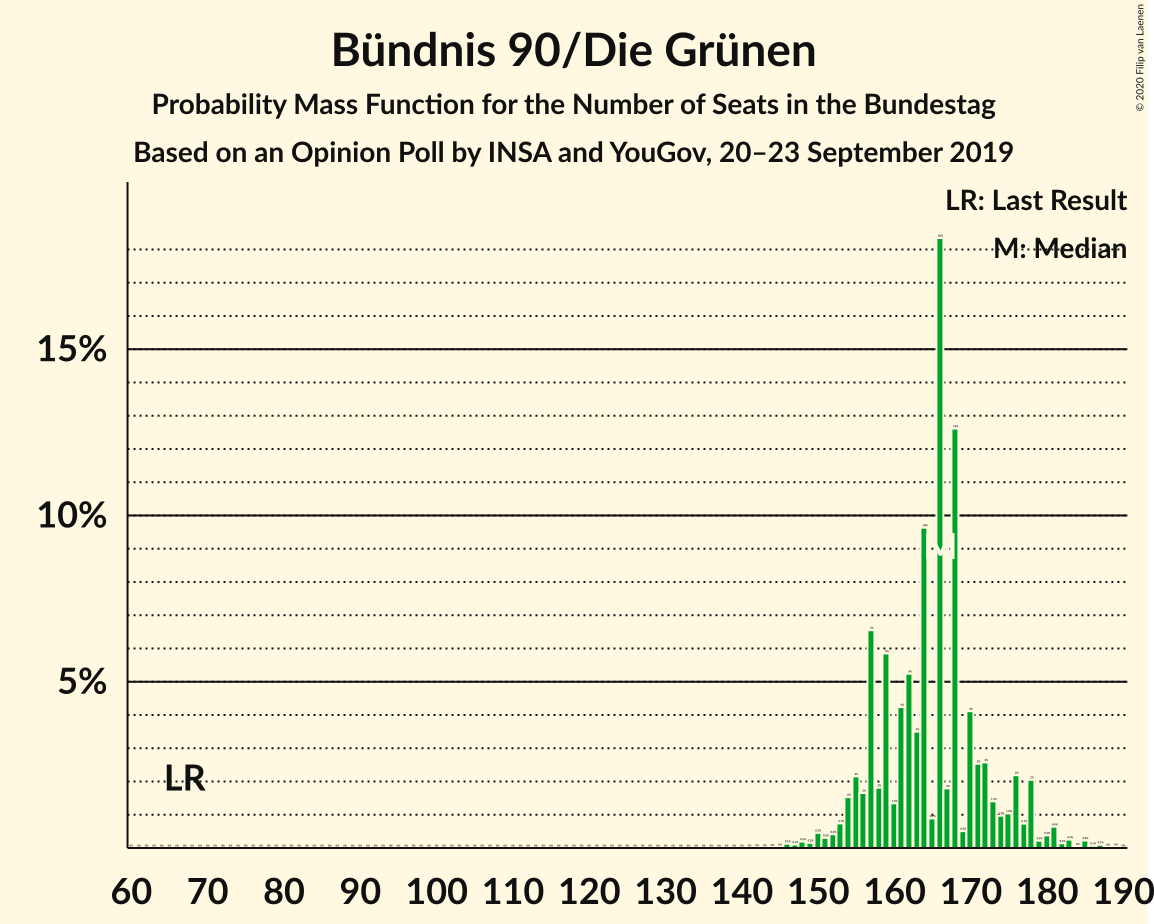 Bündnis 90/Die Grünen
Probability Mass Function for the Number of Seats in the Bundestag
Based on an Opinion Poll by INSA and YouGov, 20–23 September 2019
© 2020 Filip van Laenen
LR: Last Result
M: Median
15%
10%
5%
LR
60 70 80 90 100 110 120 130 140 150 160 170 180 190